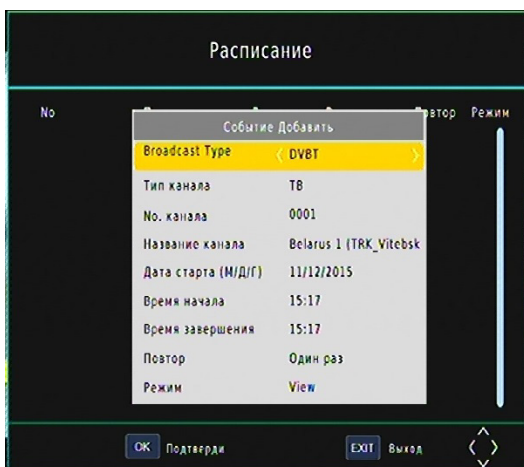 Расписание
No Повтор Режим
Событие Добавить
Broadcast Type DVBT
Тип канала ТВ
No. канала 0001
Название канала Belarus 1 (TRK_Vitebsk
Дата старта (М/Д/Г) 11/12/2015
Время начала 15:17
Время завершения 15:17
Повтор Один раз
Режим View
OK Подтверди EXIT Выход